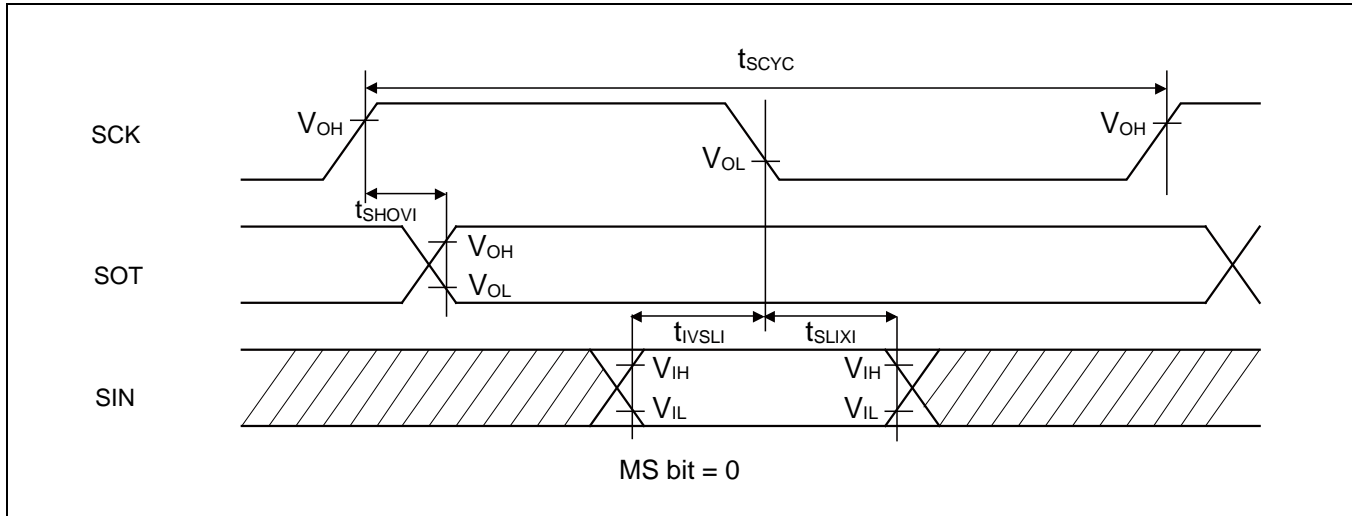 tSCYC
SCK
VOH
VOH
VOL
tSHOVI
SOT
VOH
VOL
tIVSLI
tSLIXI
SIN
VIH
VIH
VIL
VIL
MS bit = 0